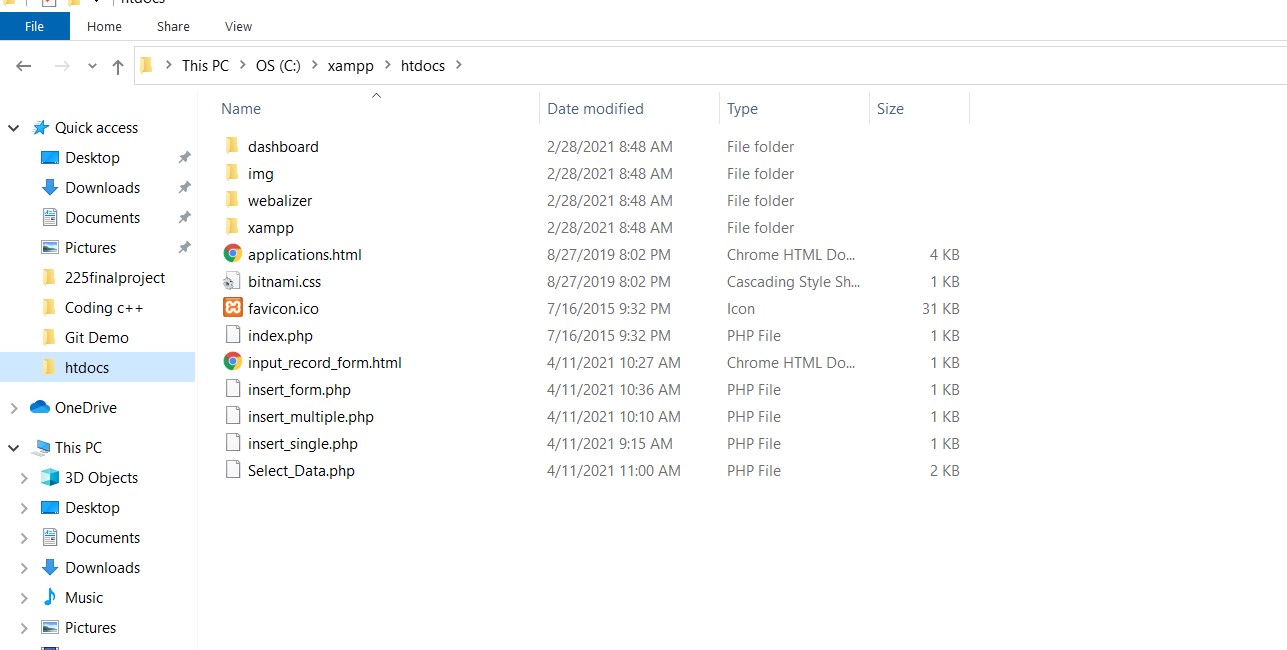 htdocs
File Home Share View
This PC OS (C:) xampp htdocs
Name Date modified Type Size
Quick access
Desktop
Downloads
Documents
Pictures
225finalproject
Coding c++
Git Demo
htdocs
OneDrive
This PC
3D Objects
Desktop
Documents
Downloads
Music
Pictures
dashboard 2/28/2021 8:48 AM File folder
img 2/28/2021 8:48 AM File folder
webalizer 2/28/2021 8:48 AM File folder
xampp 2/28/2021 8:48 AM File folder
applications.html 8/27/2019 8:02 PM Chrome HTML Do... 4 KB
bitnami.css 8/27/2019 8:02 PM Cascading Style Sh... 1 KB
favicon.ico 7/16/2015 9:32 PM Icon 31 KB
index.php 7/16/2015 9:32 PM PHP File 1 KB
input_record_form.html 4/11/2021 10:27 AM Chrome HTML Do... 1 KB
insert_form.php 4/11/2021 10:36 AM PHP File 1 KB
insert_multiple.php 4/11/2021 10:10 AM PHP File 1 KB
insert_single.php 4/11/2021 9:15 AM PHP File 1 KB
Select_Data.php 4/11/2021 11:00 AM PHP File 2 KB